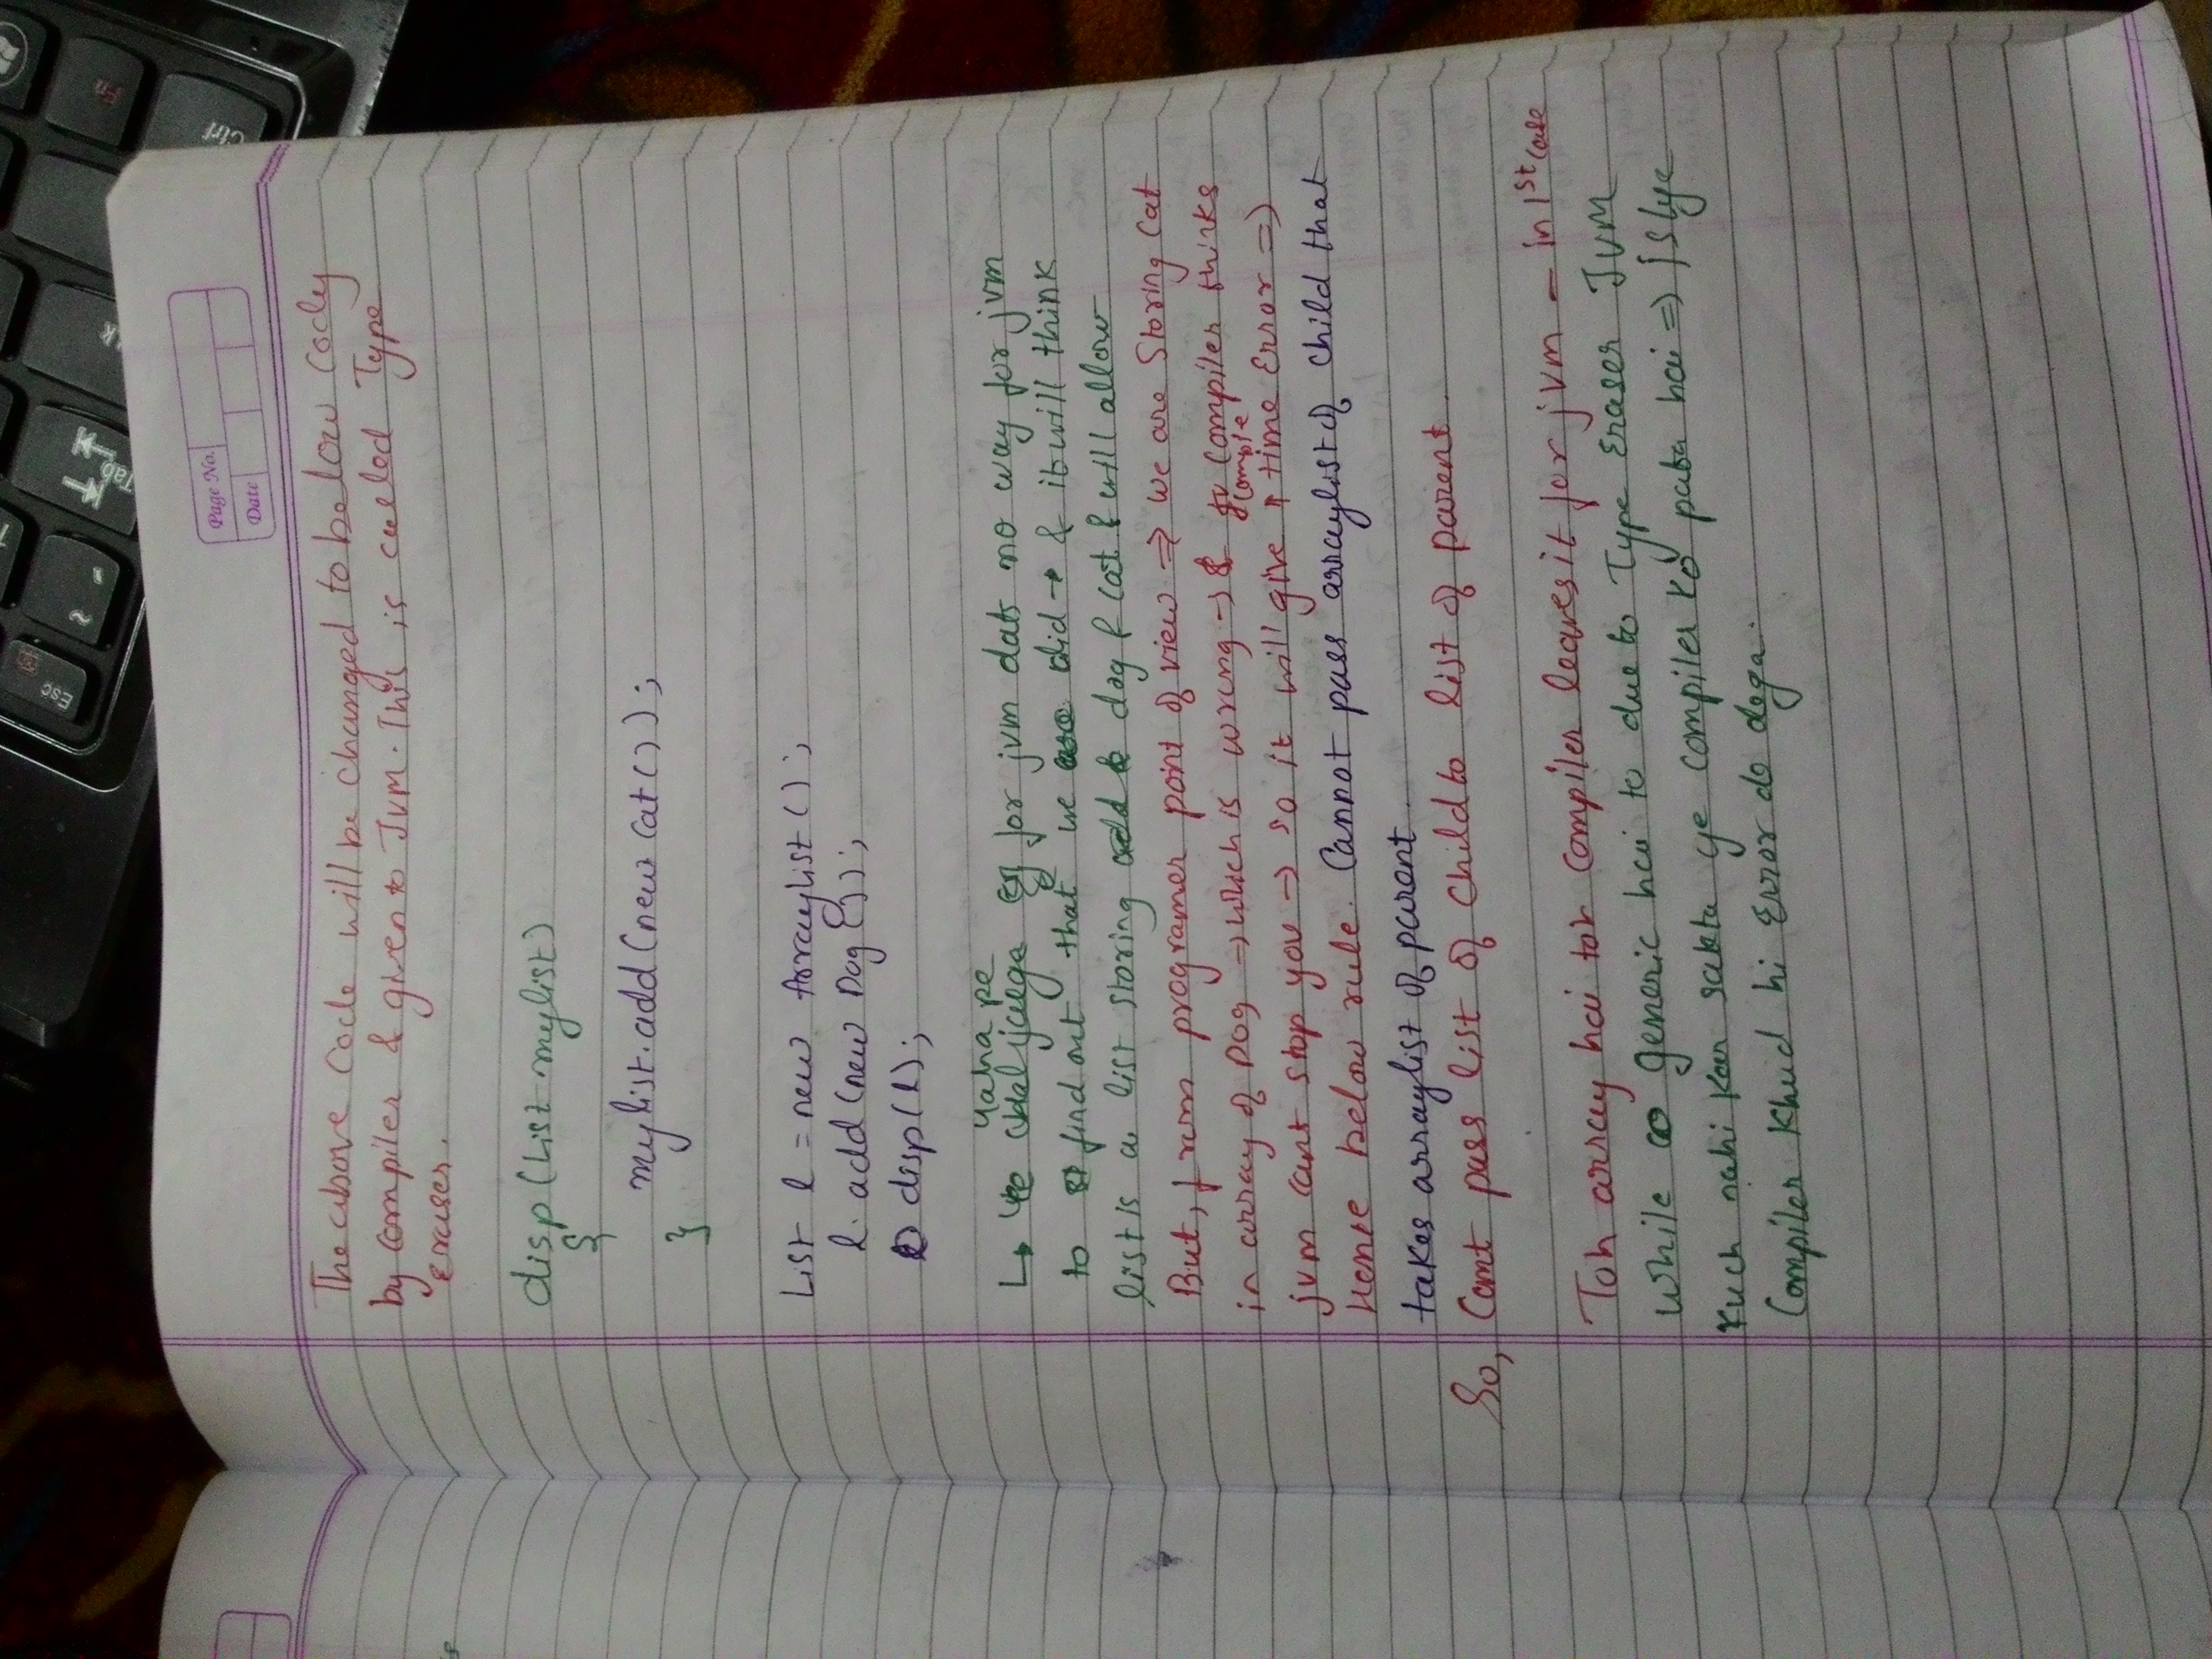 Esc
Tab
Fn
Ctrl
Page No.
Date
The above Code will be changed to below Cody
by compiler & given to JVM. This is called Type
eraser.
disp (List mylist)
{
mylist.add (new Cat ());
}
List l = new ArrayList ();
l. add (new Dog ());
disp (l);
yaha pe
chal jaega for jvm dats no way for jvm
to find out that we did → & it will think
list is a list storing dog & cat & will allow
But, from programer point of view ⇒ we are Storing Cat
in array of Dog → which is wrong → & compiler thinks
compile
jvm cant stop you → so it will give ↑ time Error ⇒
Hence below rule. Cannot pass arraylist of child that
takes arraylist of parent.
So, Cant pass list of child to list of parent.
Toh array hai toh Compiler leaves it for jvm - in 1st case
While generic hai to due to Type Eraser JVM
kuch nahi kar sakta ye compiler ko pata hai ⇒ islye
Compiler Khud hi Error de dega.